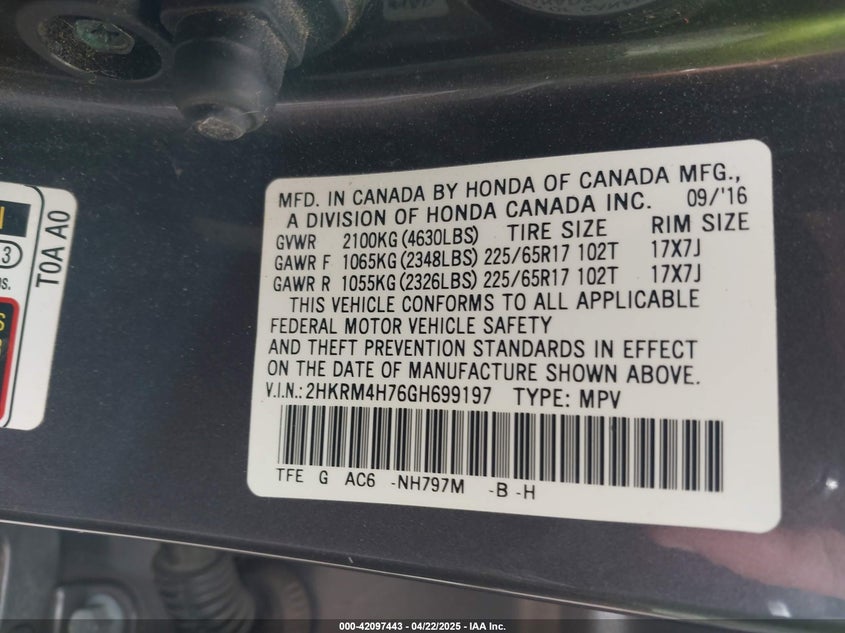 MFD. IN CANADA BY HONDA OF CANADA MFG.,
A DIVISION OF HONDA CANADA INC. 09/'16
GVWR 2100KG(4630LBS) TIRE SIZE RIM SIZE
GAWR F 1065KG(2348LBS) 225/65R17 102T 17X7J
GAWR R 1055KG(2326LBS) 225/65R17 102T 17X7J
THIS VEHICLE CONFORMS TO ALL APPLICABLE
FEDERAL MOTOR VEHICLE SAFETY
AND THEFT PREVENTION STANDARDS IN EFFECT
ON THE DATE OF MANUFACTURE SHOWN ABOVE.
V.I.N.: 2HKRM4H76GH699197 TYPE: MPV
TFE G AC6 -NH797M -B -H
T0A A0
3
000-42097443 - 04/22/2025 - IAA Inc.